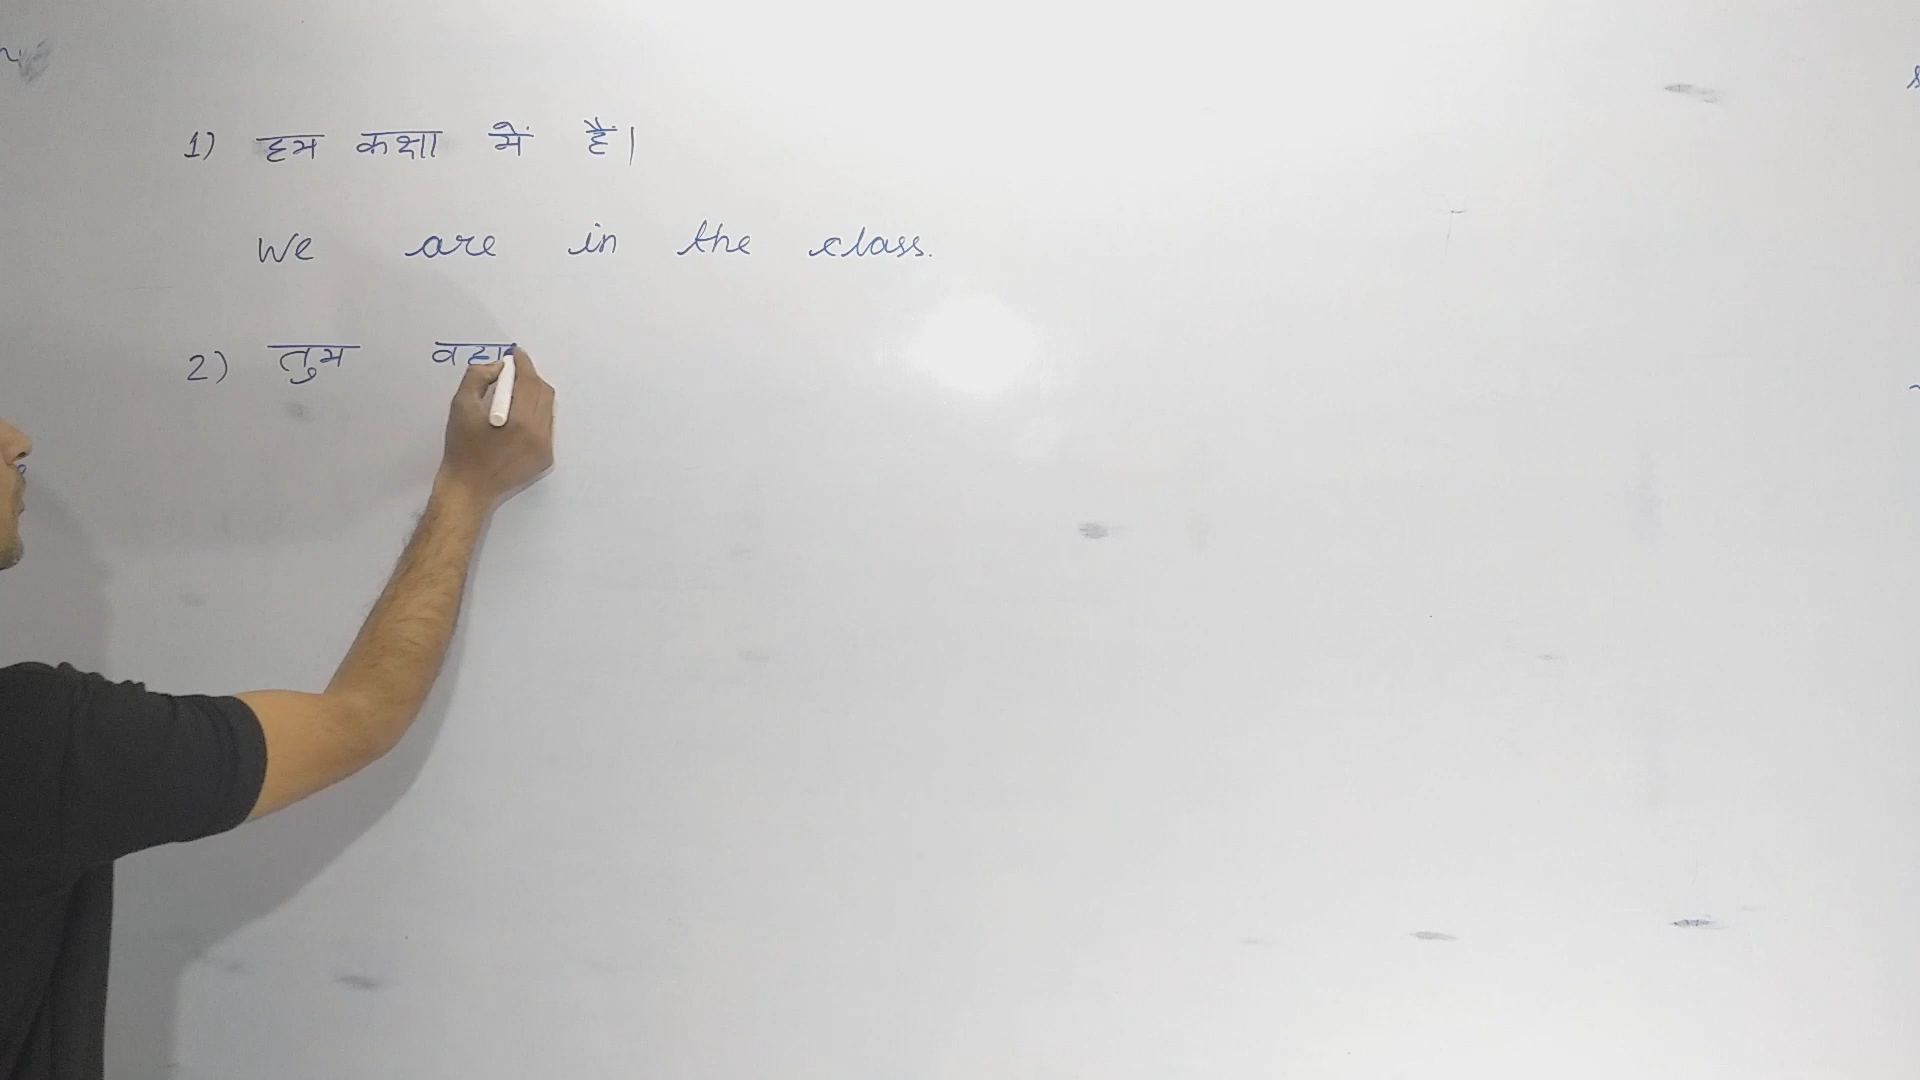 1) हम कक्षा में हैं।
We are in the class.
2) तुम वहा